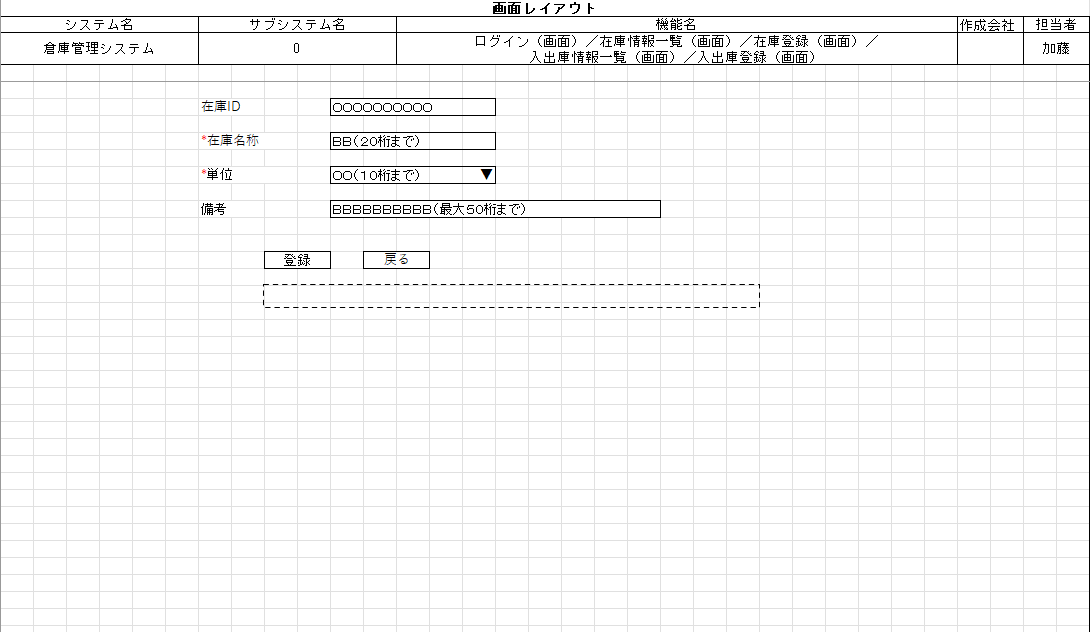 画面レイアウト
システム名 サブシステム名 機能名 作成会社 担当者
倉庫管理システム 0 ログイン（画面）／在庫情報一覧（画面）／在庫登録（画面）／
入出庫情報一覧（画面）／入出庫登録（画面） 加藤
在庫ID ○○○○○○○○○○
*在庫名称 BB(20桁まで)
*単位 ○○(10桁まで) ▼
備考 BBBBBBBBBB(最大50桁まで)
登録 戻る